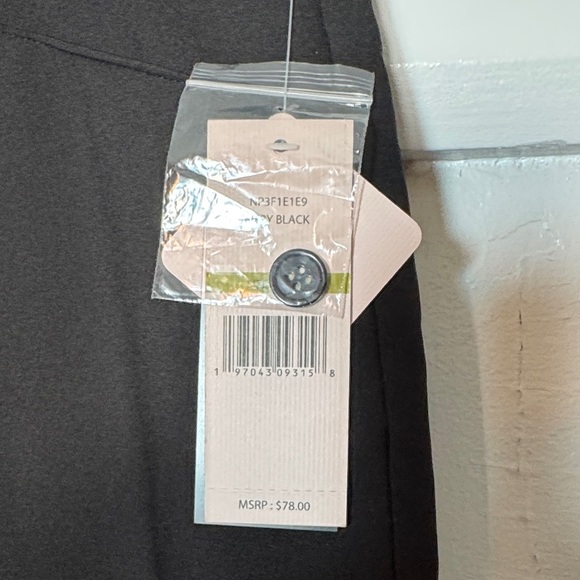 NP3F1E1E9
BLACK
1 97043 09315 8
MSRP : $78.00